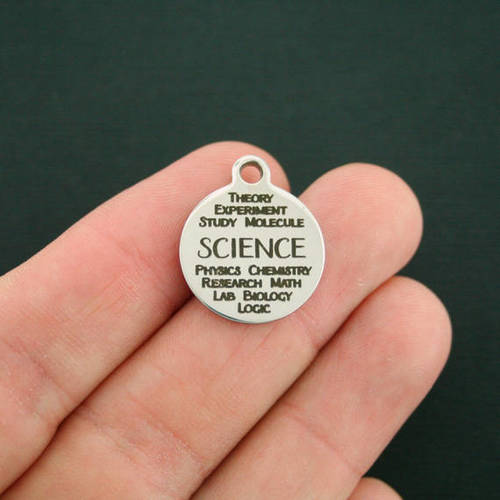 THEORY
EXPERIMENT
STUDY MOLECULE
SCIENCE
PHYSICS CHEMISTRY
RESEARCH MATH
LAB BIOLOGY
LOGIC